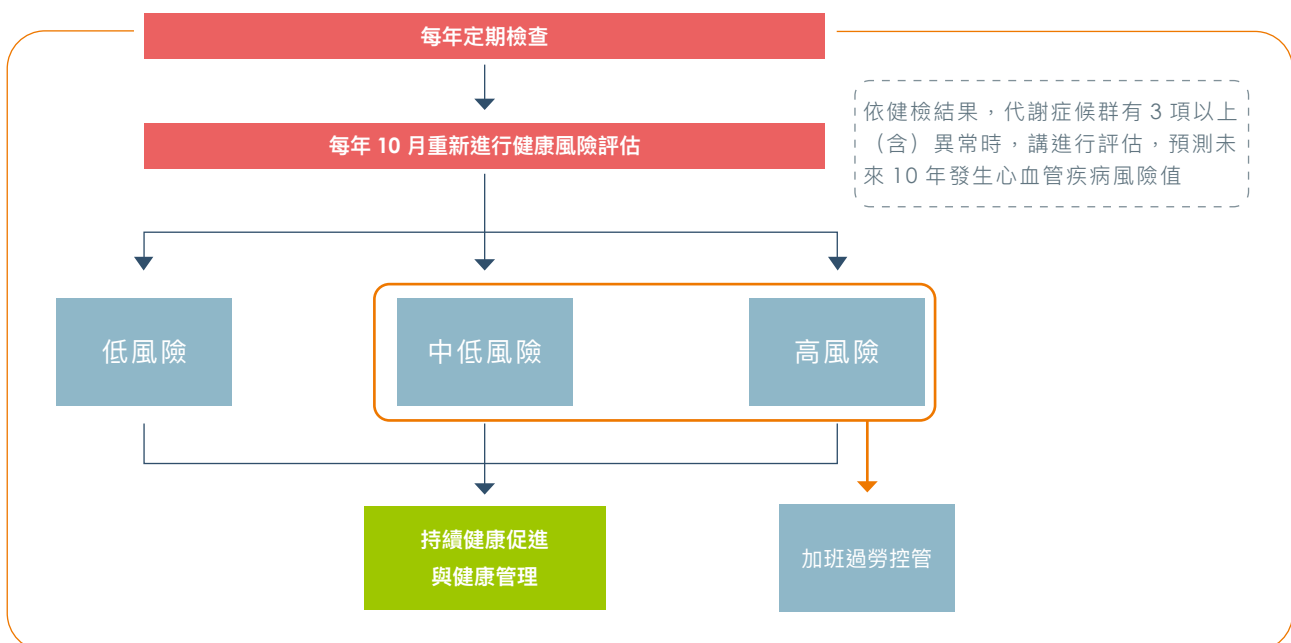 每年定期檢查
每年 10 月重新進行健康風險評估
依健檢結果，代謝症候群有 3 項以上
（含）異常時，講進行評估，預測未
來 10 年發生心血管疾病風險值
低風險
中低風險
高風險
持續健康促進
與健康管理
加班過勞控管